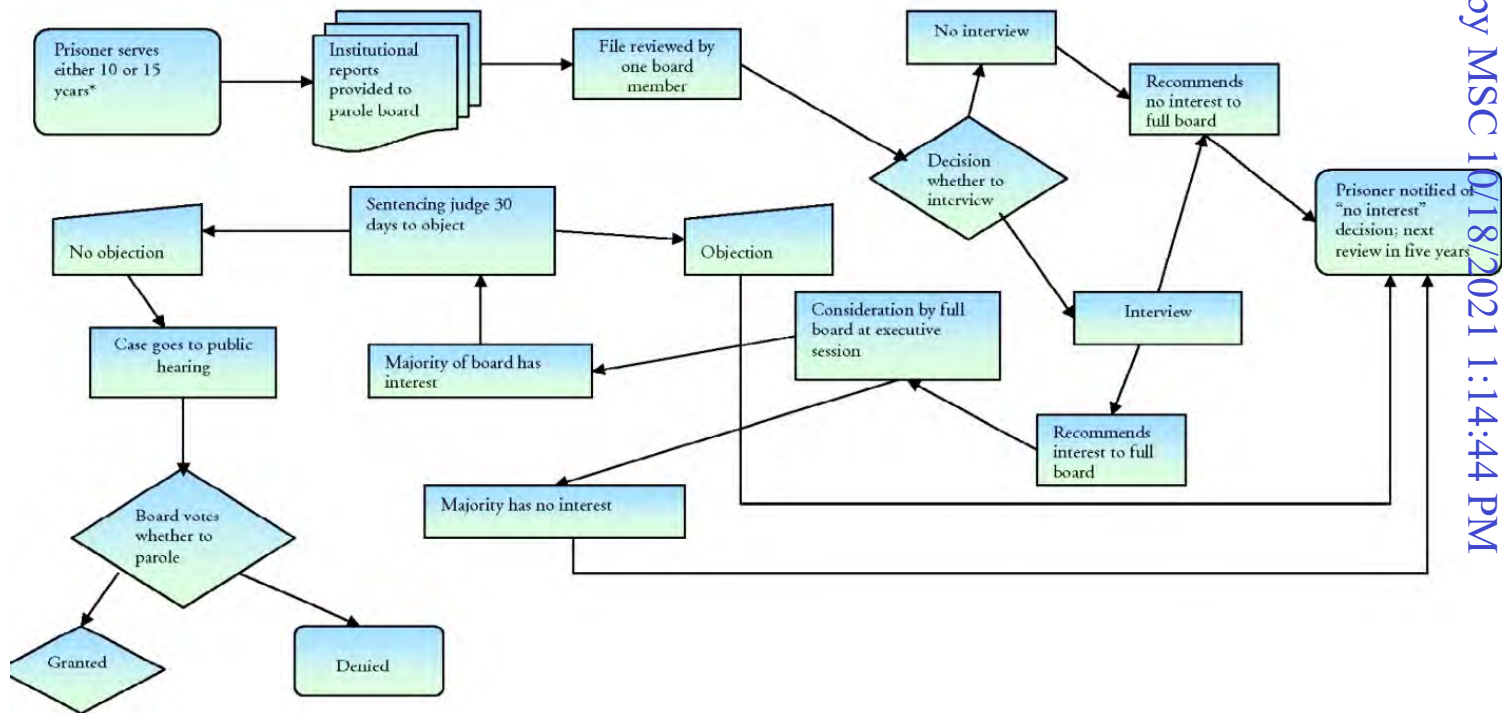 Prisoner serves
either 10 or 15
years*
Institutional
reports
provided to
parole board
File reviewed by
one board
member
No interview
Recommends
no interest to
full board
Decision
whether to
interview
Prisoner notified of
“no interest”
decision; next
review in five years
Sentencing judge 30
days to object
No objection
Objection
Interview
Consideration by full
board at executive
session
Case goes to public
hearing
Majority of board has
interest
Recommends
interest to full
board
Majority has no interest
Board votes
whether to
parole
Granted
Denied
by MSC 10/18/2021 1:14:44 PM